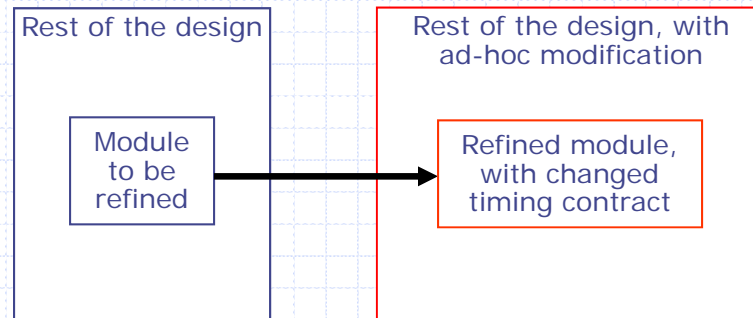 Rest of the design
Module
to be
refined
Rest of the design, with
ad-hoc modification
Refined module,
with changed
timing contract